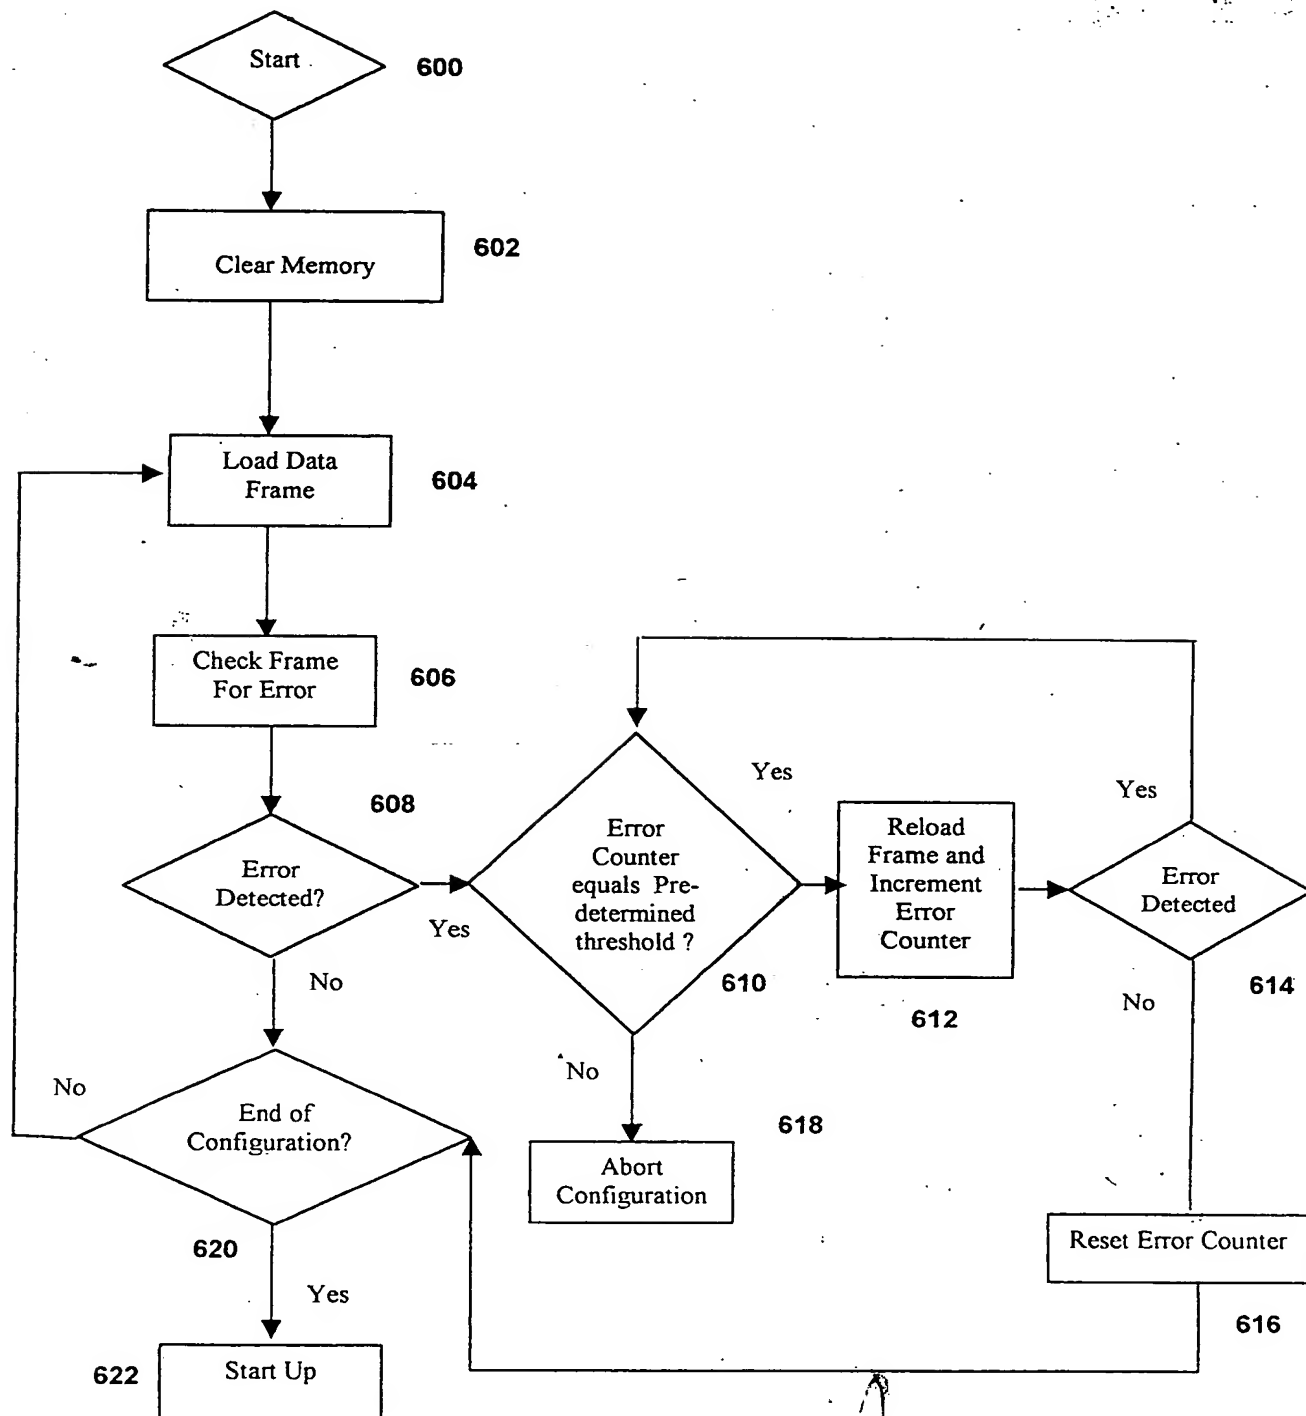 Start
600
Clear Memory
602
Load Data
Frame
604
Check Frame
For Error
606
608
Error
Detected?
Yes
No
Error
Counter
equals Pre-
determined
threshold ?
610
Yes
No
Reload
Frame and
Increment
Error
Counter
612
Yes
Error
Detected
614
No
No
End of
Configuration?
620
Yes
618
Abort
Configuration
Reset Error Counter
616
622
Start Up